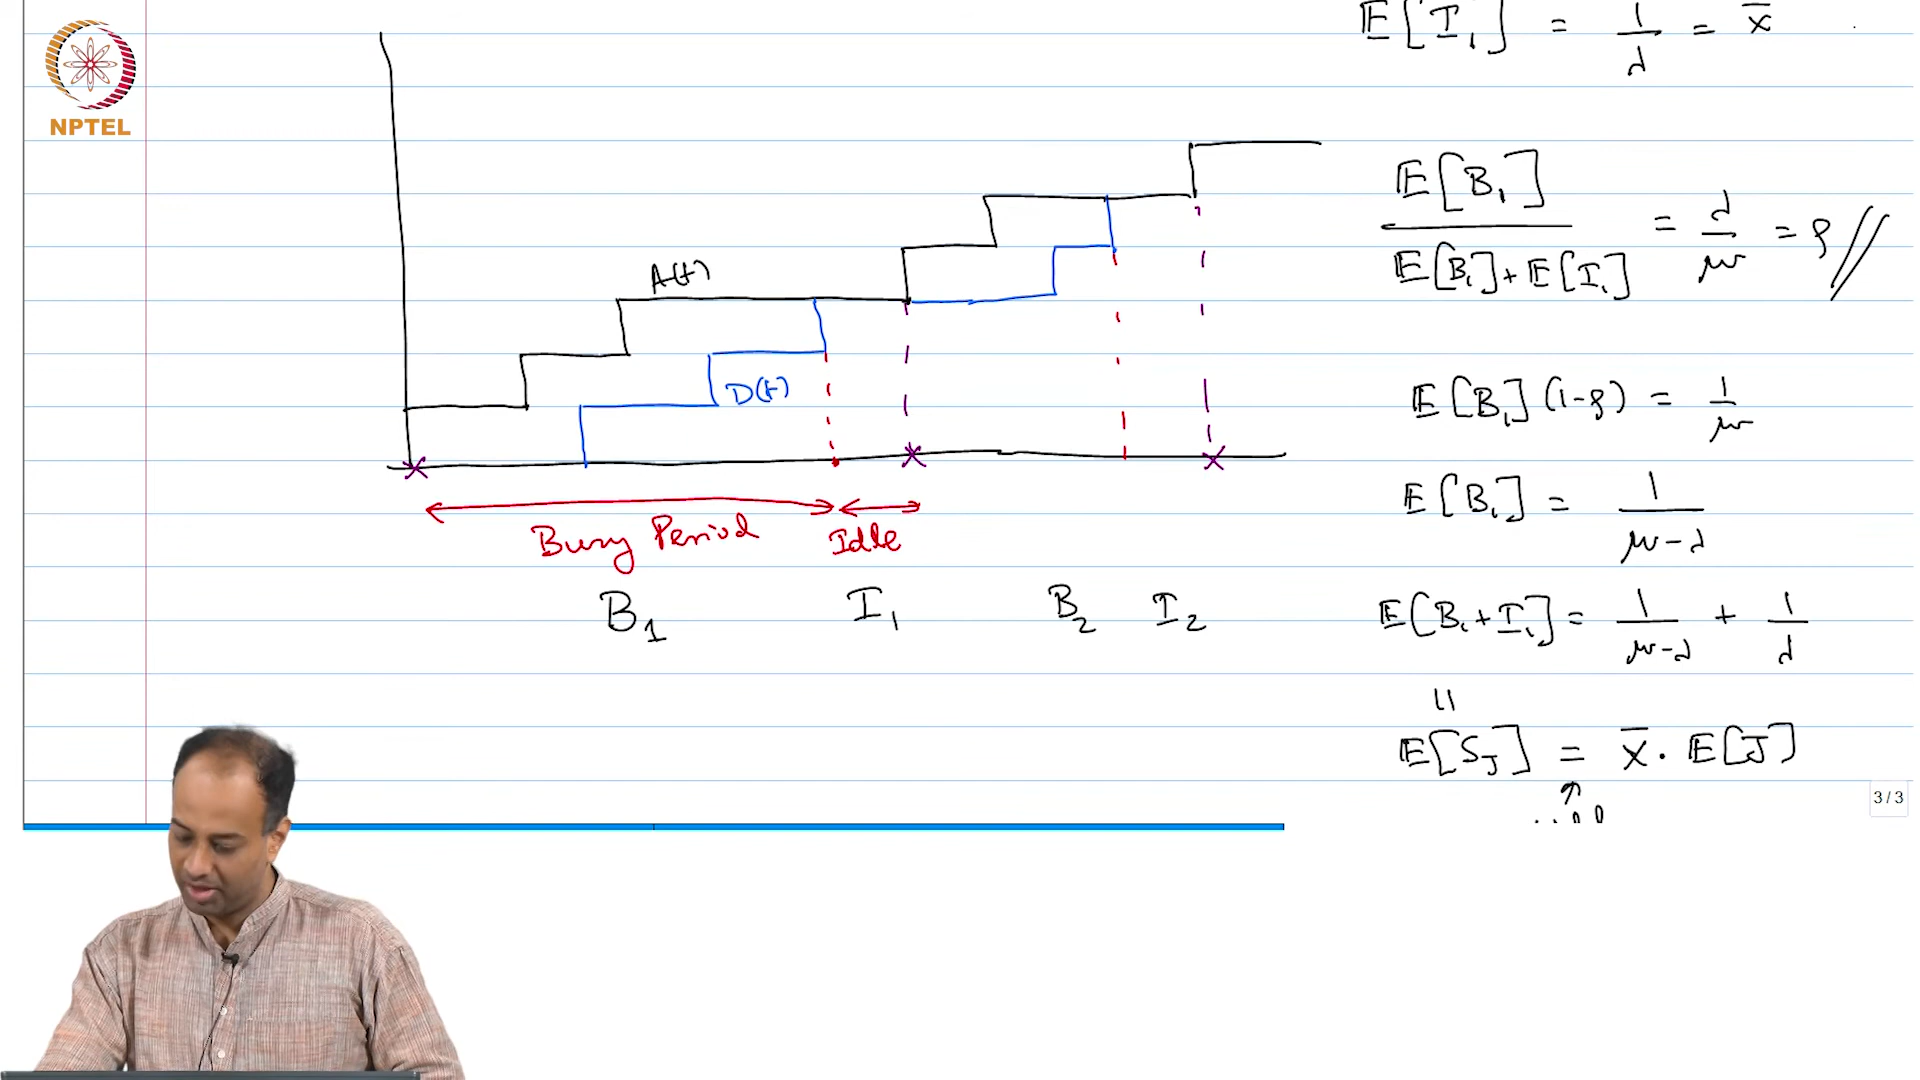 NPTEL
E[I₁] = 1/λ = x̄
E[B₁] / (E[B₁] + E[I₁]) = λ/μ = ρ //
A(t)
D(t)
E[B₁](1-ρ) = 1/μ
E[B₁] = 1/(μ-λ)
Busy Period
Idle
B₁ I₁ B₂ I₂
E[B₁+I₁] = 1/(μ-λ) + 1/λ
||
E[S_J] = x̄ · E[J]
↑
3 / 3